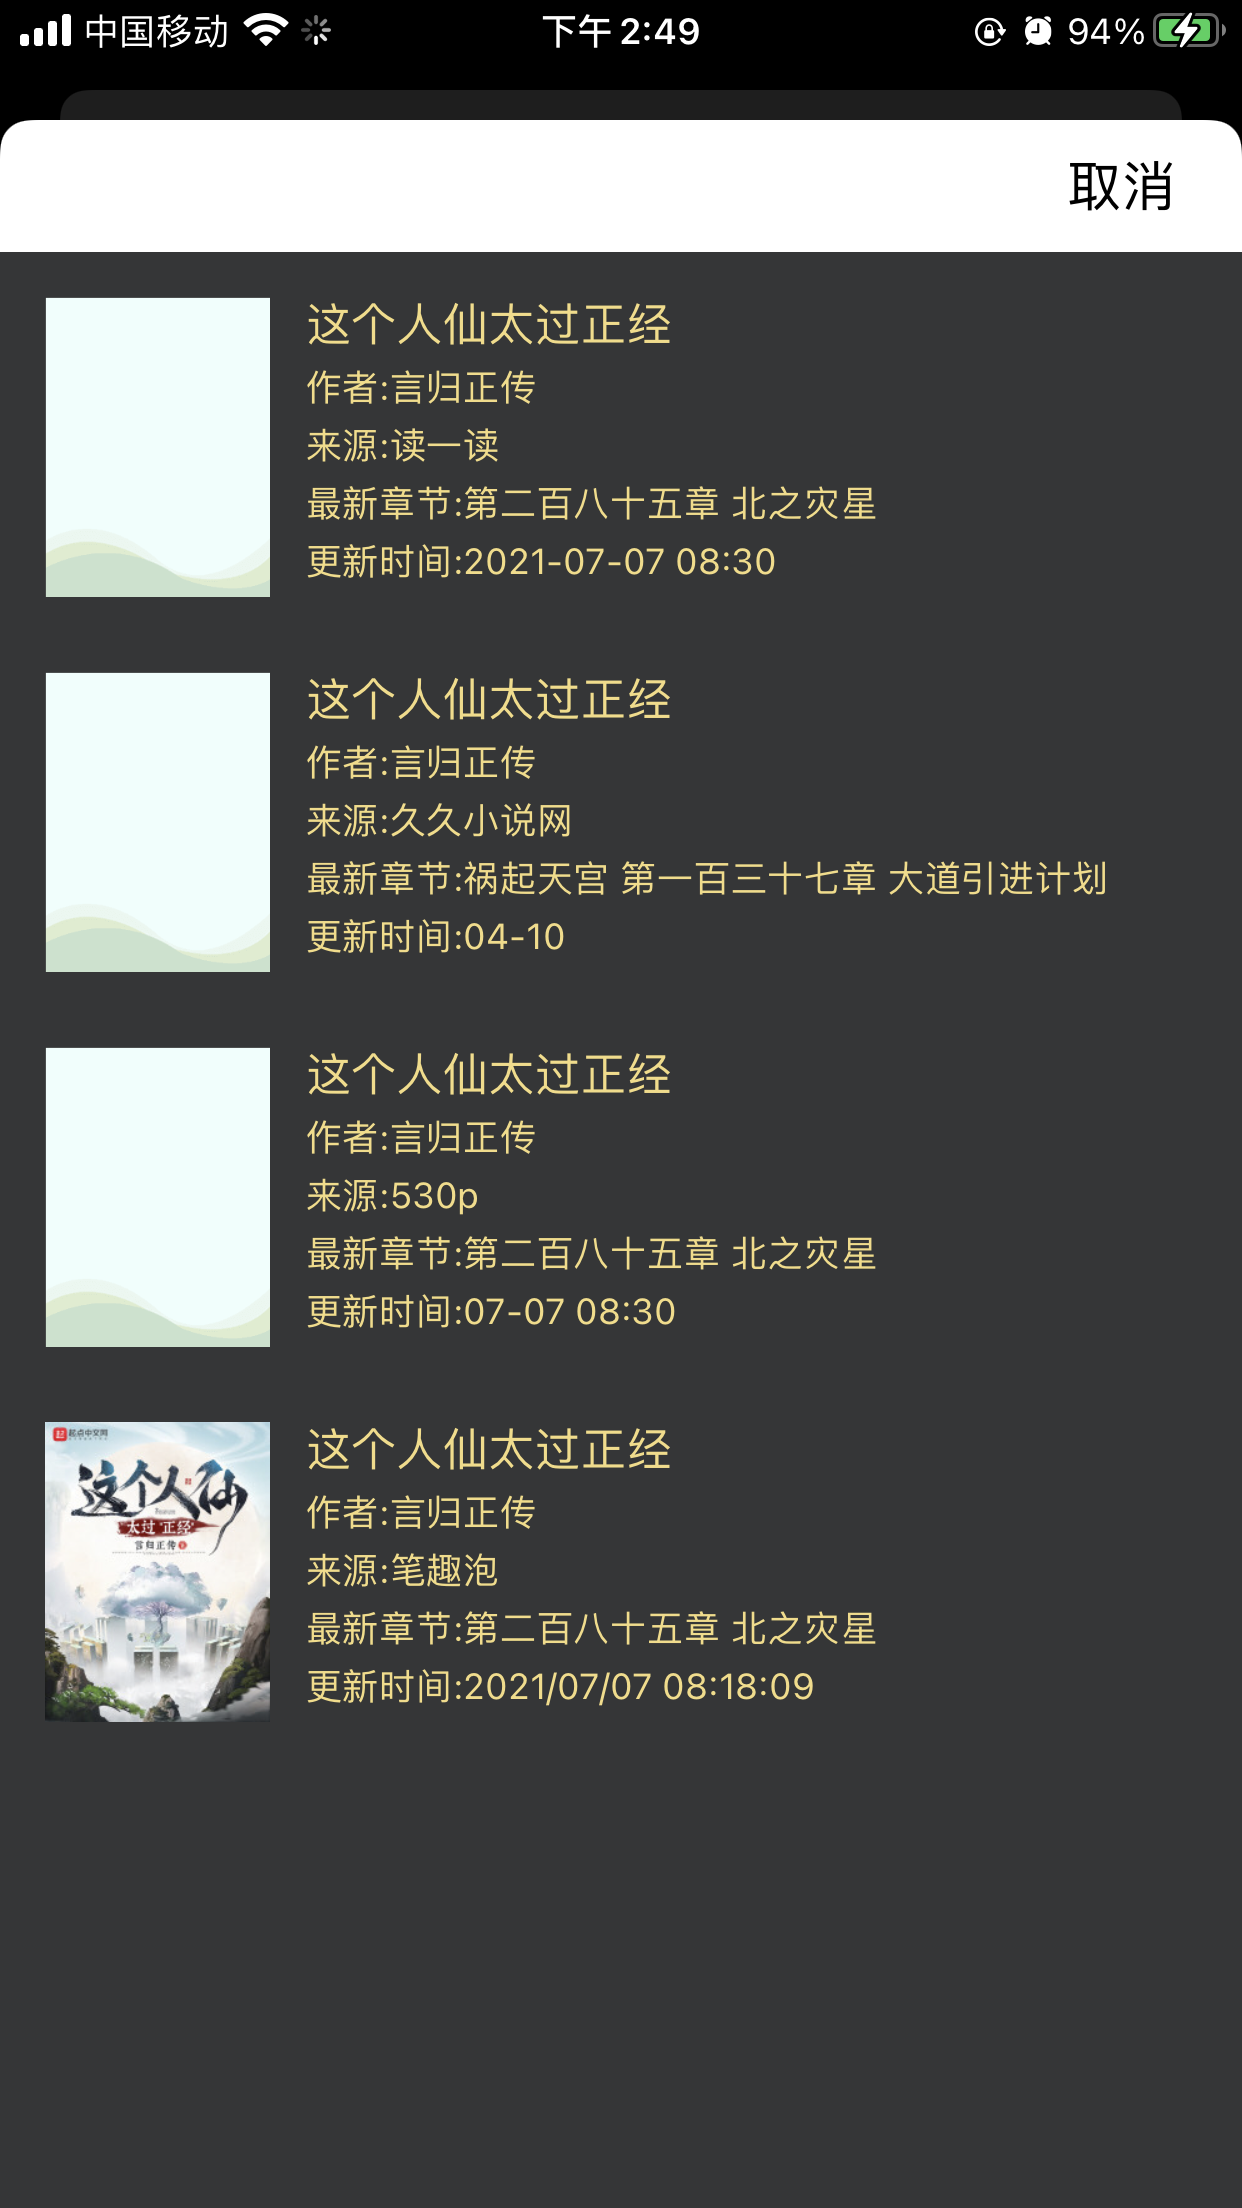 中国移动
下午 2:49
94%
取消
这个人仙太过正经
作者:言归正传
来源:读一读
最新章节:第二百八十五章 北之灾星
更新时间:2021-07-07 08:30
这个人仙太过正经
作者:言归正传
来源:久久小说网
最新章节:祸起天宫 第一百三十七章 大道引进计划
更新时间:04-10
这个人仙太过正经
作者:言归正传
来源:530p
最新章节:第二百八十五章 北之灾星
更新时间:07-07 08:30
起点中文网
这个人仙
太过 正经
言归正传
这个人仙太过正经
作者:言归正传
来源:笔趣泡
最新章节:第二百八十五章 北之灾星
更新时间:2021/07/07 08:18:09